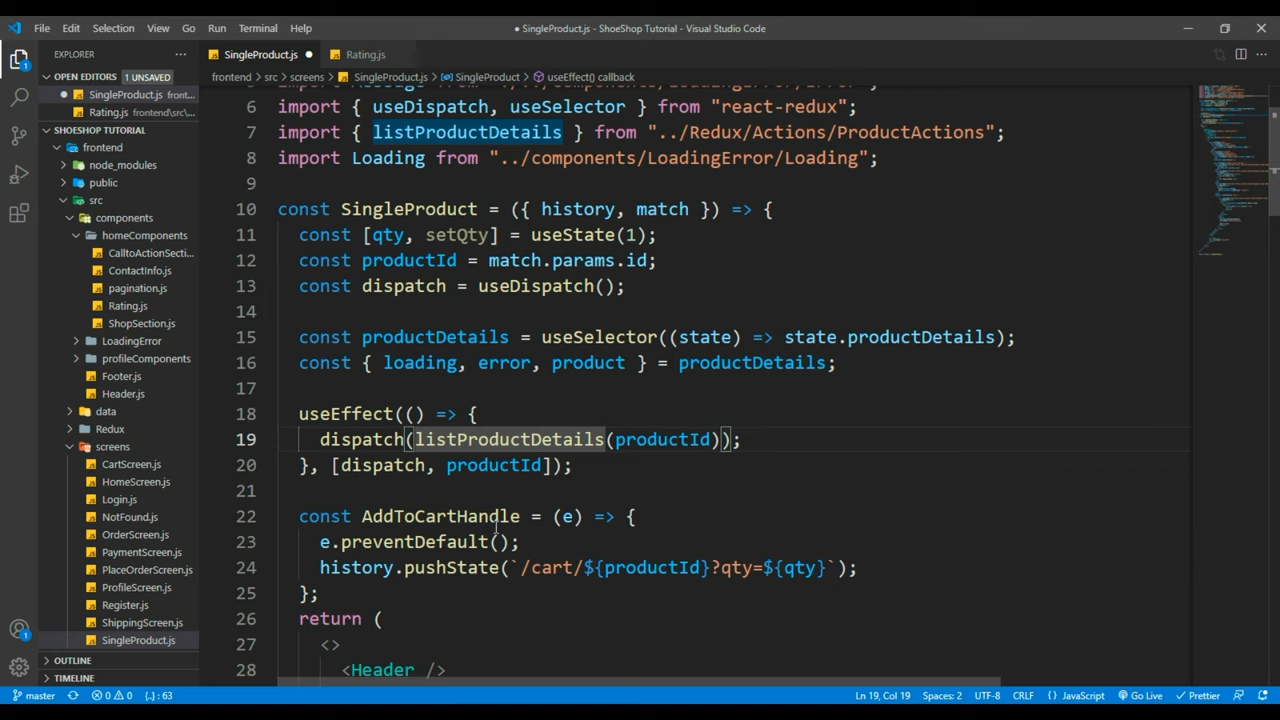 File Edit Selection View Go Run Terminal Help
● SingleProduct.js - ShoeShop Tutorial - Visual Studio Code
EXPLORER
OPEN EDITORS 1 UNSAVED
SingleProduct.js front...
Rating.js frontend\src\...
SHOESHOP TUTORIAL
frontend
node_modules
public
src
components
homeComponents
CalltoActionSecti...
ContactInfo.js
pagination.js
Rating.js
ShopSection.js
LoadingError
profileComponents
Footer.js
Header.js
data
Redux
screens
CartScreen.js
HomeScreen.js
Login.js
NotFound.js
OrderScreen.js
PaymentScreen.js
PlaceOrderScreen.js
ProfileScreen.js
Register.js
ShippingScreen.js
SingleProduct.js
OUTLINE
TIMELINE
SingleProduct.js ●
Rating.js
frontend > src > screens > SingleProduct.js > SingleProduct > useEffect() callback
6 import { useDispatch, useSelector } from "react-redux";
7 import { listProductDetails } from "../Redux/Actions/ProductActions";
8 import Loading from "../components/LoadingError/Loading";
9
10 const SingleProduct = ({ history, match }) => {
11 const [qty, setQty] = useState(1);
12 const productId = match.params.id;
13 const dispatch = useDispatch();
14
15 const productDetails = useSelector((state) => state.productDetails);
16 const { loading, error, product } = productDetails;
17
18 useEffect(() => {
19 dispatch(listProductDetails(productId));
20 }, [dispatch, productId]);
21
22 const AddToCartHandle = (e) => {
23 e.preventDefault();
24 history.pushState(`/cart/${productId}?qty=${qty}`);
25 };
26 return (
27 <>
28 <Header />
master 0 0 {..} : 63
Ln 19, Col 19 Spaces: 2 UTF-8 CRLF {} JavaScript Go Live Prettier